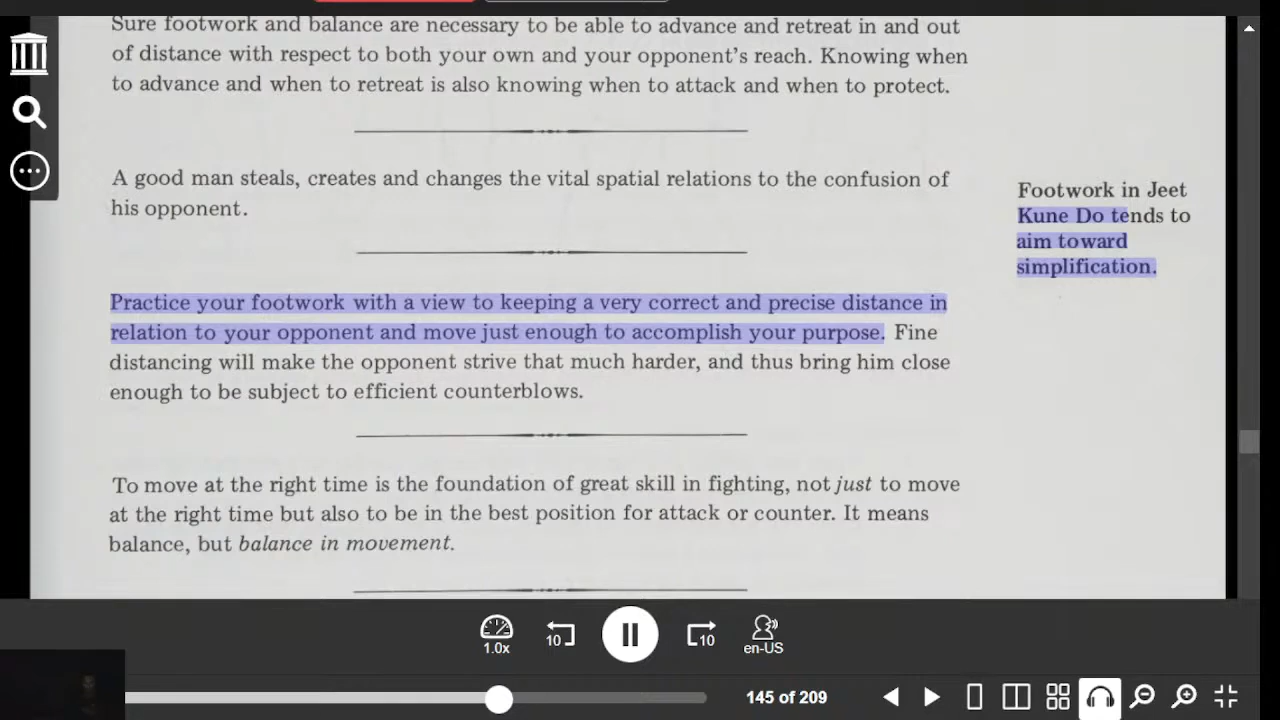 Sure footwork and balance are necessary to be able to advance and retreat in and out
of distance with respect to both your own and your opponent's reach. Knowing when
to advance and when to retreat is also knowing when to attack and when to protect.
A good man steals, creates and changes the vital spatial relations to the confusion of
his opponent.
Footwork in Jeet
Kune Do tends to
aim toward
simplification.
Practice your footwork with a view to keeping a very correct and precise distance in
relation to your opponent and move just enough to accomplish your purpose. Fine
distancing will make the opponent strive that much harder, and thus bring him close
enough to be subject to efficient counterblows.
To move at the right time is the foundation of great skill in fighting, not just to move
at the right time but also to be in the best position for attack or counter. It means
balance, but balance in movement.
1.0x
10
10
en-US
145 of 209